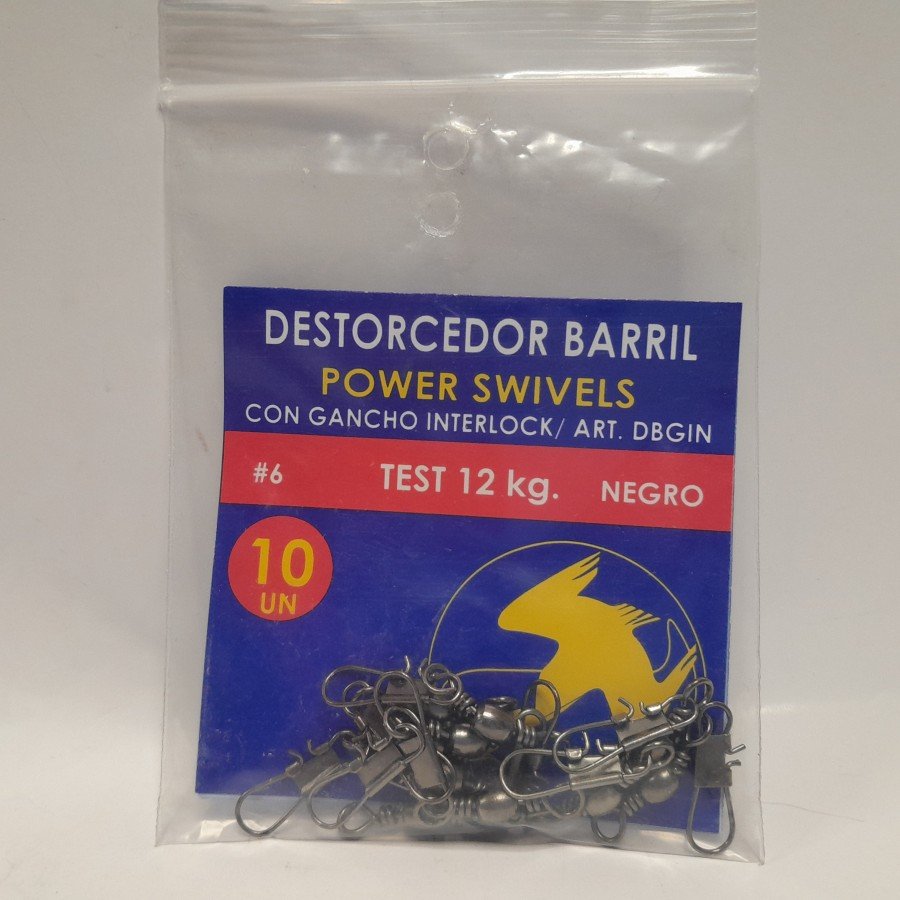 DESTORCEDOR BARRIL
POWER SWIVELS
CON GANCHO INTERLOCK/ ART. DBGIN
#6 TEST 12 kg. NEGRO
10
UN